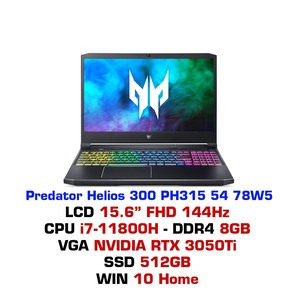 Predator Helios 300 PH315 54 78W5
LCD 15.6” FHD 144Hz
CPU i7-11800H - DDR4 8GB
VGA NVIDIA RTX 3050Ti
SSD 512GB
WIN 10 Home